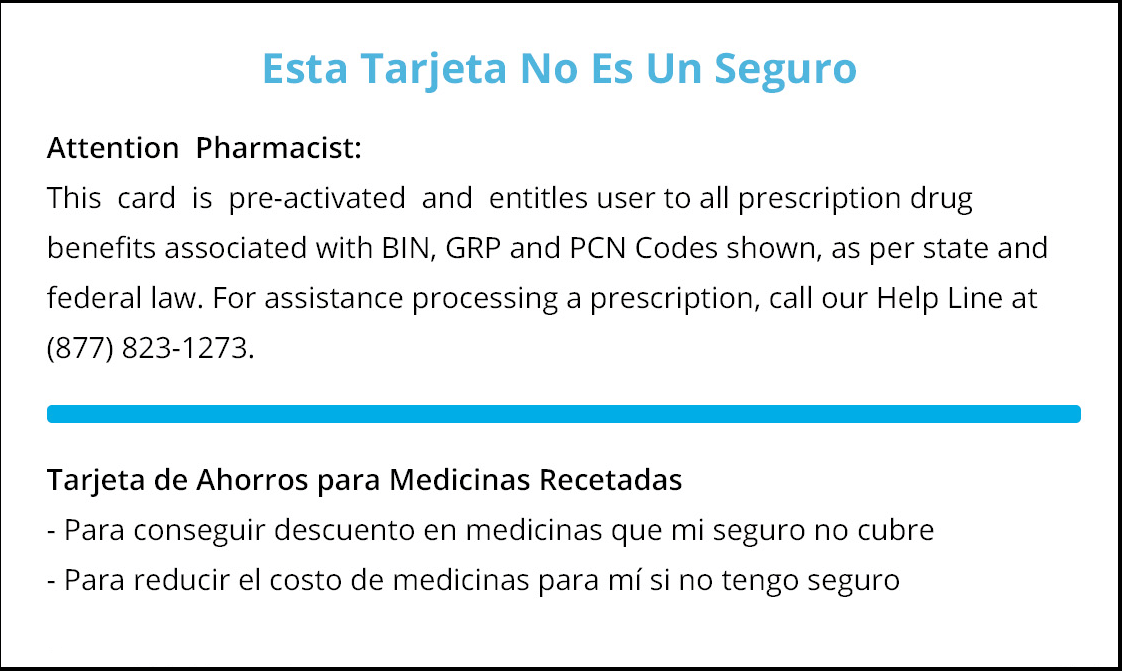 Esta Tarjeta No Es Un Seguro
Attention Pharmacist:
This card is pre-activated and entitles user to all prescription drug
benefits associated with BIN, GRP and PCN Codes shown, as per state and
federal law. For assistance processing a prescription, call our Help Line at
(877) 823-1273.
Tarjeta de Ahorros para Medicinas Recetadas
- Para conseguir descuento en medicinas que mi seguro no cubre
- Para reducir el costo de medicinas para mí si no tengo seguro